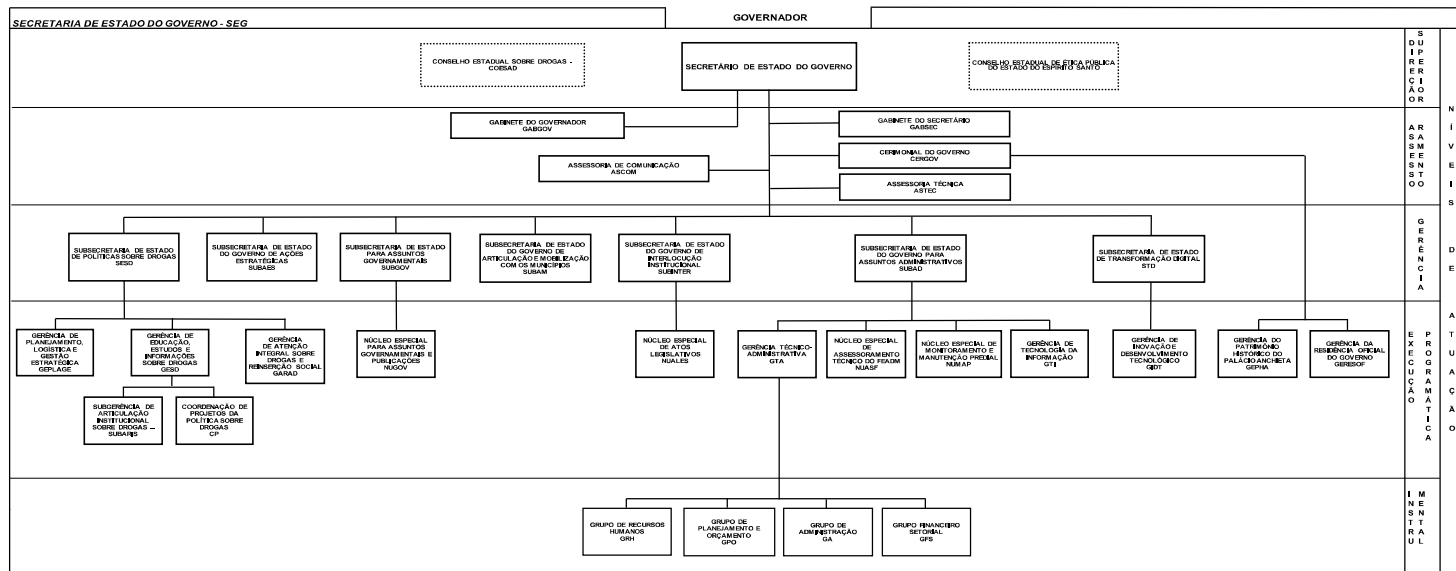 SECRETARIA DE ESTADO DO GOVERNO - SEG
GOVERNADOR
CONSELHO ESTADUAL SOBRE DROGAS -
COESAD
SECRETÁRIO DE ESTADO DO GOVERNO
CONSELHO ESTADUAL DE ÉTICA PÚBLICA
DO ESTADO DO ESPÍRITO SANTO
DIREÇÃO
SUPERIOR
GABINETE DO GOVERNADOR
GABGOV
GABINETE DO SECRETÁRIO
GABSEC
ASSESSORIA DE COMUNICAÇÃO
ASCOM
CERIMONIAL DO GOVERNO
CERGOV
ASSESSORIA TÉCNICA
ASTEC
ASSESSO
RAMENTO
SUBSECRETARIA DE ESTADO
DE POLÍTICAS SOBRE DROGAS
SESD
SUBSECRETARIA DE ESTADO
DO GOVERNO DE AÇÕES
ESTRATÉGICAS
SUBAES
SUBSECRETARIA DE ESTADO
PARA ASSUNTOS
GOVERNAMENTAIS
SUBGOV
SUBSECRETARIA DE ESTADO
DO GOVERNO DE
ARTICULAÇÃO E MOBILIZAÇÃO
COM OS MUNICÍPIOS
SUBAM
SUBSECRETARIA DE ESTADO
DO GOVERNO DE
INTERLOCUÇÃO
INSTITUCIONAL
SUBINTER
SUBSECRETARIA DE ESTADO
DO GOVERNO PARA
ASSUNTOS ADMINISTRATIVOS
SUBAD
SUBSECRETARIA DE ESTADO
DE TRANSFORMAÇÃO DIGITAL
STD
GERÊNCIA
GERÊNCIA DE
PLANEJAMENTO,
LOGÍSTICA E
GESTÃO
ESTRATÉGICA
GEPLAGE
GERÊNCIA DE
EDUCAÇÃO,
ESTUDOS E
INFORMAÇÕES
SOBRE DROGAS
GESD
GERÊNCIA
DE ATENÇÃO
INTEGRAL SOBRE
DROGAS E
REINSERÇÃO SOCIAL
GARAD
NÚCLEO ESPECIAL
PARA ASSUNTOS
GOVERNAMENTAIS E
PUBLICAÇÕES
NUGOV
NÚCLEO ESPECIAL
DE ATOS
LEGISLATIVOS
NUALES
GERÊNCIA TÉCNICO-
ADMINISTRATIVA
GTA
NÚCLEO ESPECIAL
DE
ASSESSORAMENTO
TÉCNICO DO FEADM
NUASF
NÚCLEO ESPECIAL DE
MONITORAMENTO E
MANUTENÇÃO PREDIAL
NUMAP
GERÊNCIA DE
TECNOLOGIA DA
INFORMAÇÃO
GTI
GERÊNCIA DE
INOVAÇÃO E
DESENVOLVIMENTO
TECNOLÓGICO
GIDT
GERÊNCIA DO
PATRIMÔNIO
HISTÓRICO DO
PALÁCIO ANCHIETA
GEPHA
GERÊNCIA DA
RESIDÊNCIA OFICIAL
DO GOVERNO
GERESOF
SUBGERÊNCIA DE
ARTICULAÇÃO
INSTITUCIONAL
SOBRE DROGAS –
SUBARIS
COORDENAÇÃO DE
PROJETOS DA
POLÍTICA SOBRE
DROGAS
CP
EXECUÇÃO
PROGRAMÁTICA
GRUPO DE RECURSOS
HUMANOS
GRH
GRUPO DE
PLANEJAMENTO E
ORÇAMENTO
GPO
GRUPO DE
ADMINISTRAÇÃO
GA
GRUPO FINANCEIRO
SETORIAL
GFS
INSTRU
MENTAL
NÍVEIS DE ATUAÇÃO